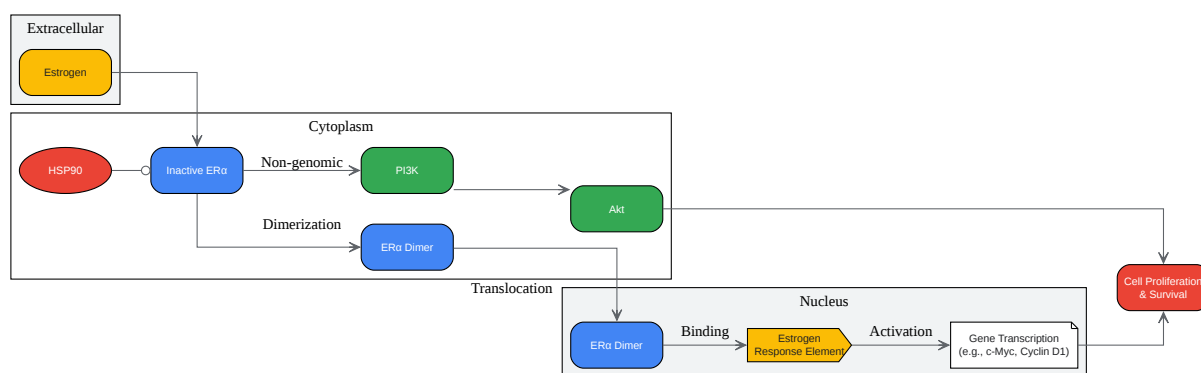 Extracellular
Estrogen
Cytoplasm
HSP90
Inactive ERα
Non-genomic
PI3K
Akt
Dimerization
ERα Dimer
Translocation
Cell Proliferation
& Survival
Nucleus
ERα Dimer
Binding
Estrogen
Response Element
Activation
Gene Transcription
(e.g., c-Myc, Cyclin D1)